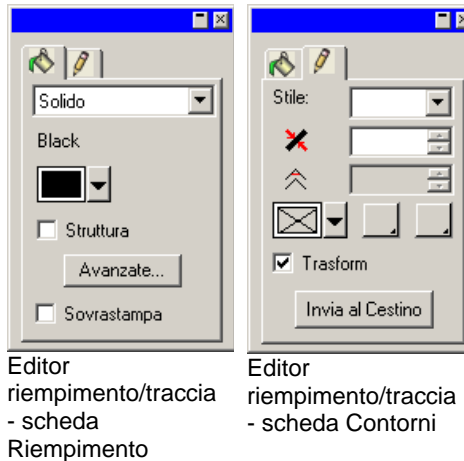 Solido
Black
Struttura
Avanzate...
Sovrastampa
Stile:
Trasform
Invia al Cestino
Editor
riempimento/traccia
- scheda
Riempimento
Editor
riempimento/traccia
- scheda Contorni